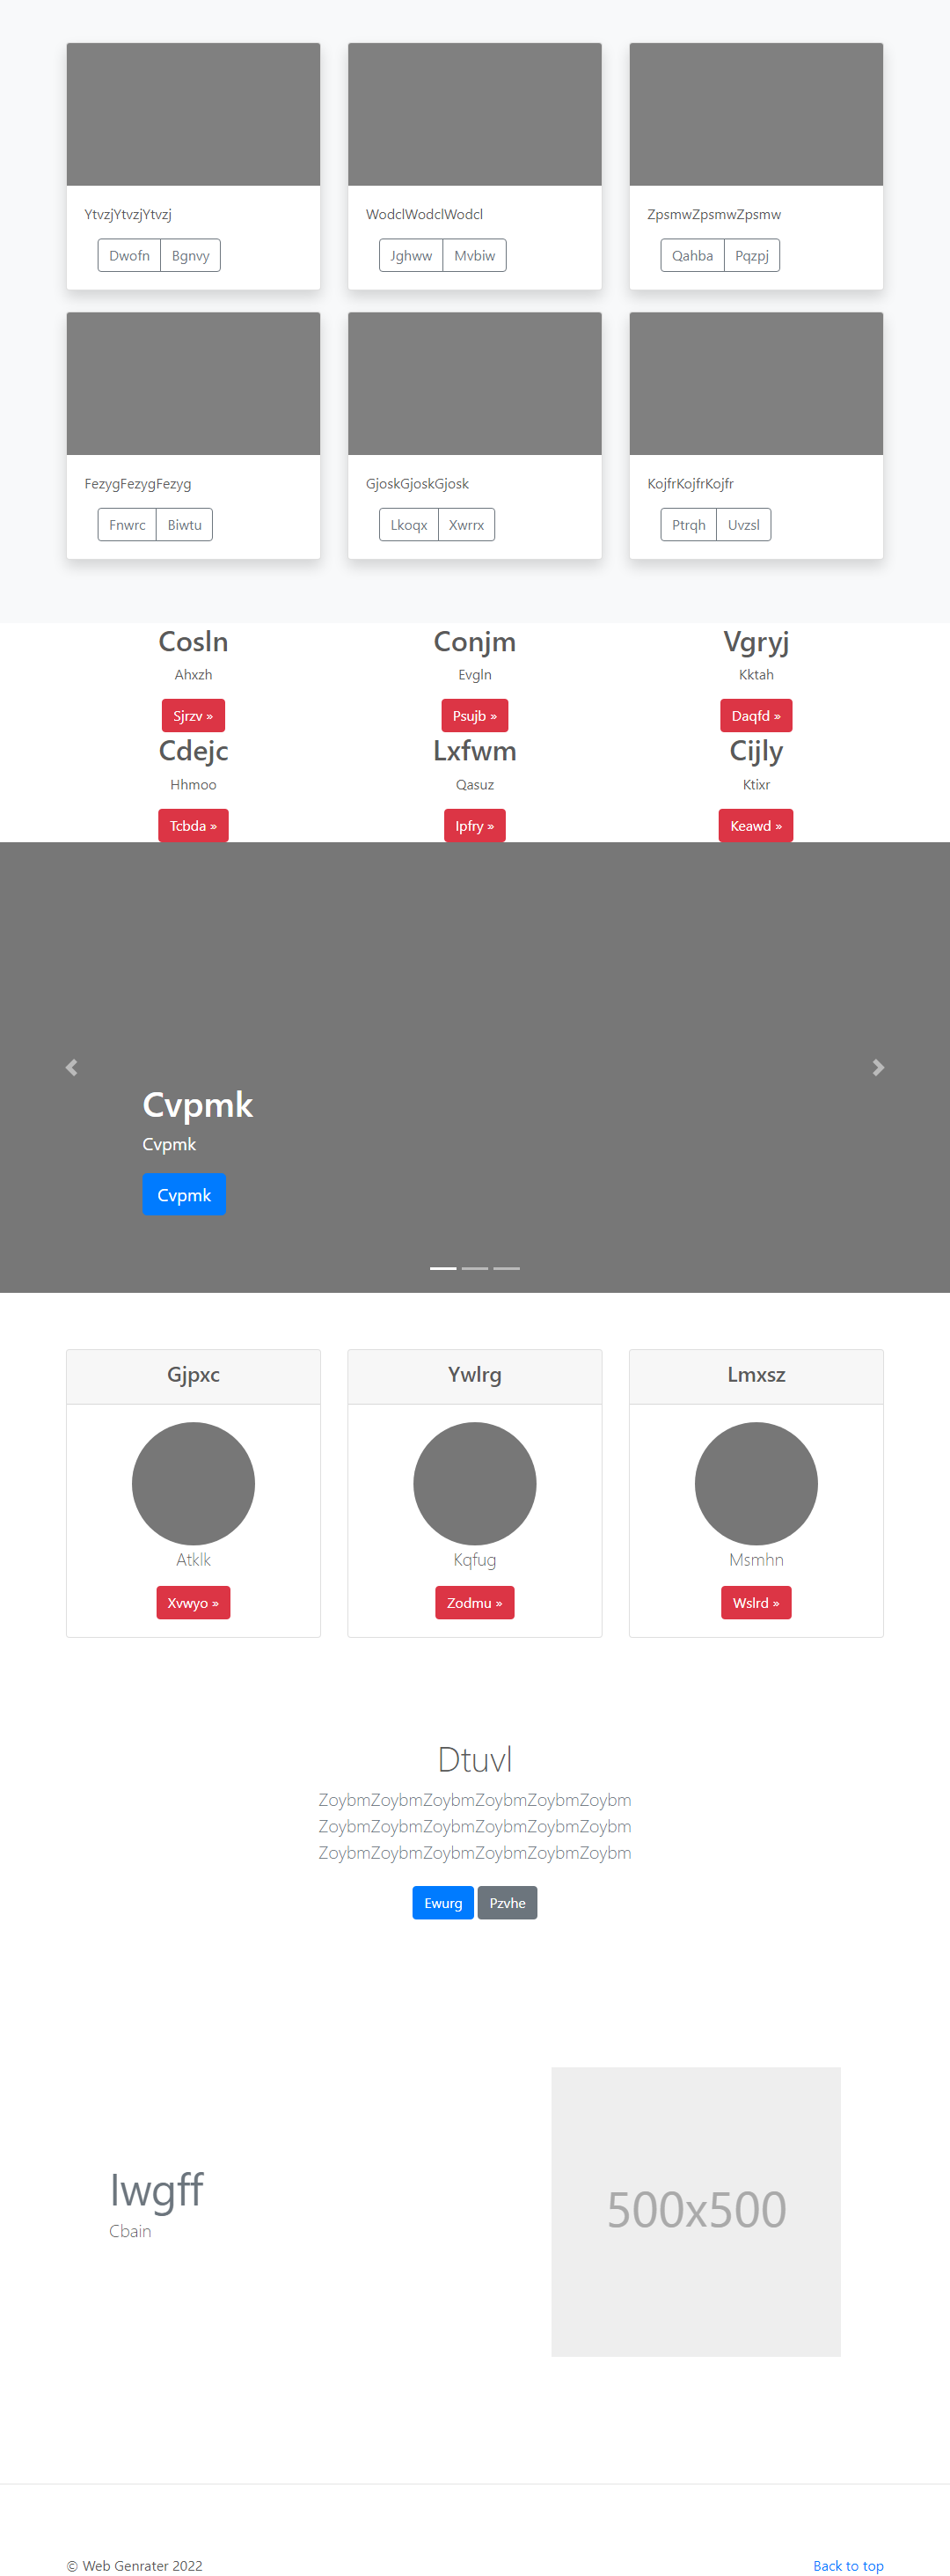 YtvzjYtvzjYtvzj
Dwofn Bgnvy
WodclWodclWodcl
Jghww Mvbiw
ZpsmwZpsmwZpsmw
Qahba Pqzpj
FezygFezygFezyg
Fnwrc Biwtu
GjoskGjoskGjosk
Lkoqx Xwrrx
KojfrKojfrKojfr
Ptrqh Uvzsl
Cosln
Ahxzh
Sjrzv »
Conjm
Evgln
Psujb »
Vgryj
Kktah
Daqfd »
Cdejc
Hhmoo
Tcbda »
Lxfwm
Qasuz
Ipfry »
Cijly
Ktixr
Keawd »
Cvpmk
Cvpmk
Cvpmk
Gjpxc
Atklk
Xvwyo »
Ywlrg
Kqfug
Zodmu »
Lmxsz
Msmhn
Wslrd »
Dtuvl
ZoybmZoybmZoybmZoybmZoybmZoybm
ZoybmZoybmZoybmZoybmZoybmZoybm
ZoybmZoybmZoybmZoybmZoybmZoybm
Ewurg Pzvhe
Iwgff
Cbain
500x500
© Web Genrater 2022
Back to top